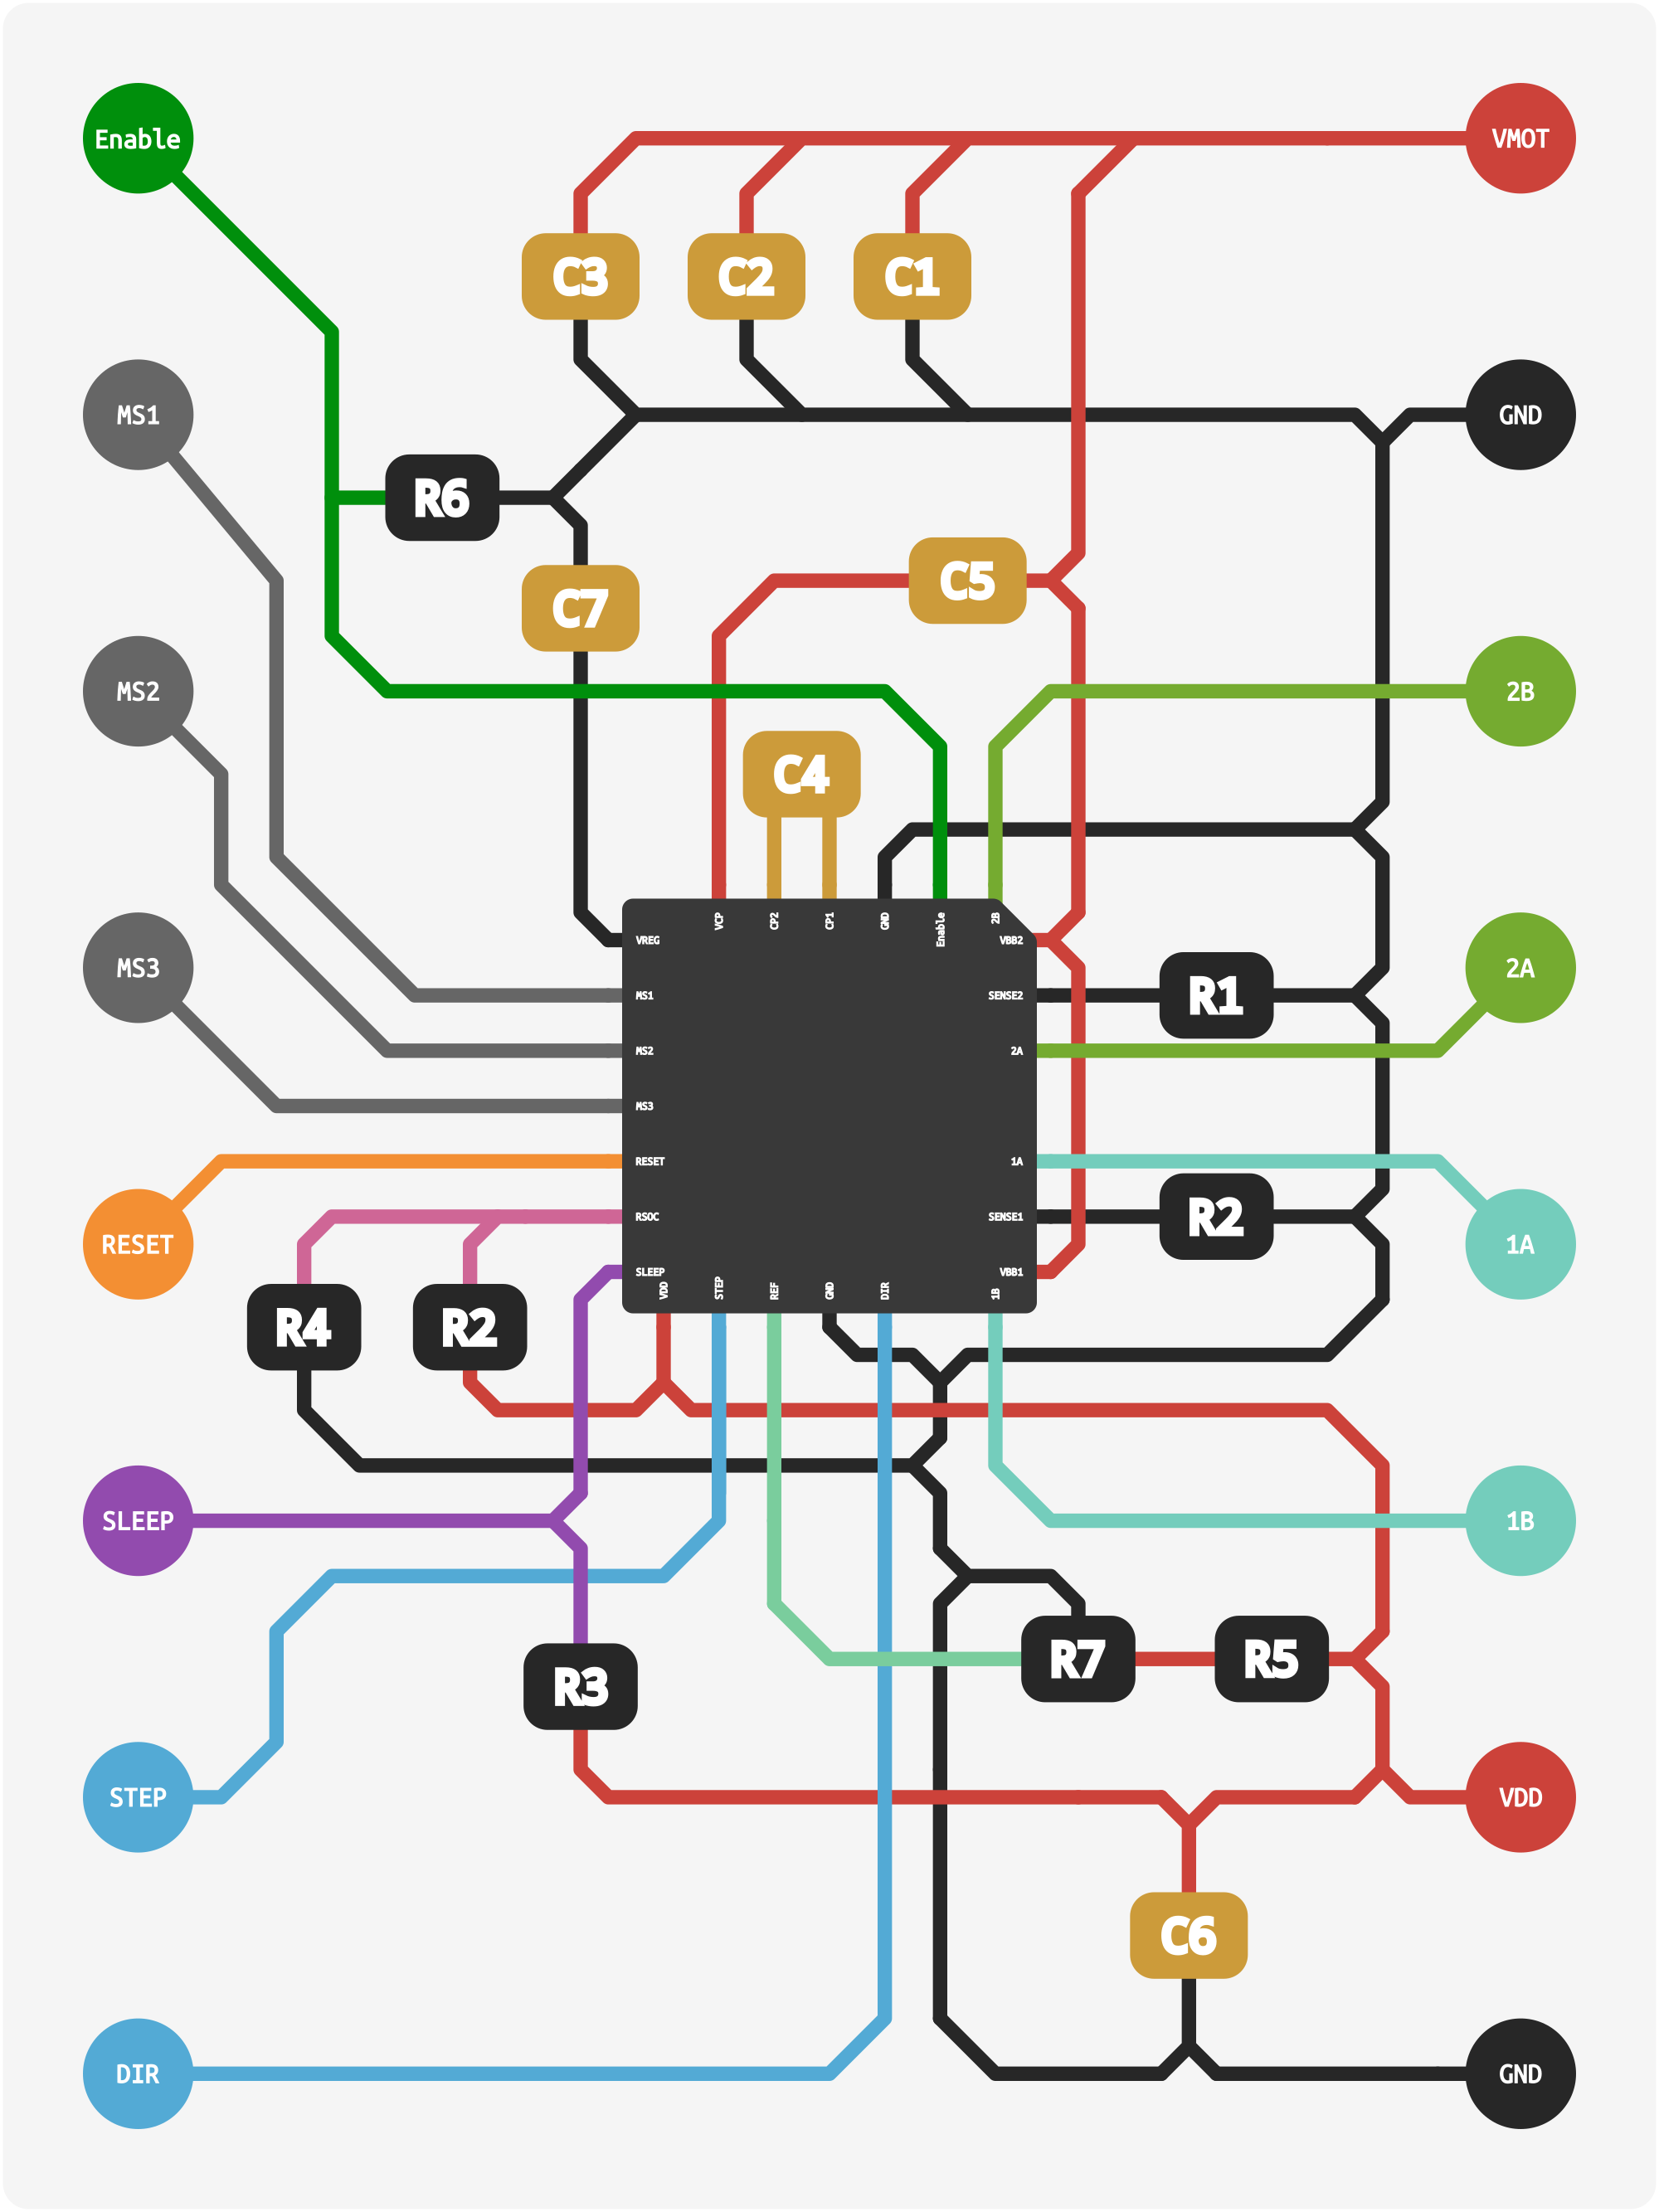 Enable
VMOT
C3
C2
C1
MS1
GND
R6
C5
C7
MS2
2B
C4
VCP
CP2
CP1
GND
Enable
2B
VREG
VBB2
MS3
2A
MS1
SENSE2
R1
MS2
2A
MS3
RESET
1A
RSOC
SENSE1
R2
RESET
1A
SLEEP
VBB1
VDD
STEP
REF
GND
DIR
1B
R4
R2
SLEEP
1B
R7
R5
R3
STEP
VDD
C6
DIR
GND